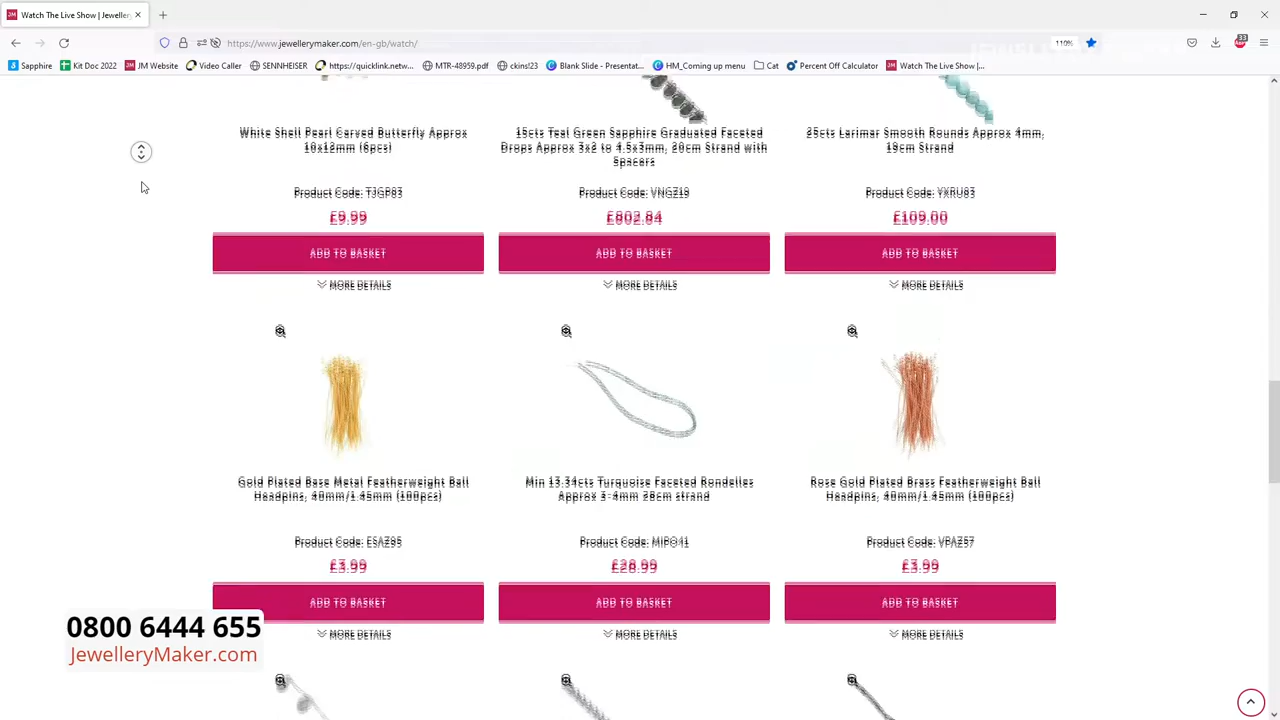 Watch The Live Show | Jeweller
https://www.jewellerymaker.com gb/watch/
110%
33
Sapphire
Kit Doc 2022
JM Website
Video Caller
SENNHEISER
https://quicklink.netw...
MTR-48959.pdf
ckins!23
Blank Slide - Presentat...
HM_Coming up menu
Cat
Percent Off Calculator
Watch The Live Show |...
White Shell Pearl Carved Butterfly Approx
10x12mm (6pcs)
15cts Teal Green Sapphire Graduated Faceted
Drops Approx 3x2 to 4.5x3mm, 20cm Strand with
Spacers
25cts Larimar Smooth Rounds Approx 4mm,
19cm Strand
Product Code: TJGP83
Product Code: VNGZ19
Product Code: YXRU83
£9.99
£802.84
£109.00
ADD TO BASKET
ADD TO BASKET
ADD TO BASKET
MORE DETAILS
MORE DETAILS
MORE DETAILS
Gold Plated Base Metal Featherweight Ball
Headpins, 40mm/1.45mm (100pcs)
Min 13.34cts Turquoise Faceted Rondelles
Approx 3-4mm 28cm strand
Rose Gold Plated Brass Featherweight Ball
Headpins, 40mm/1.45mm (100pcs)
Product Code: ESAZ95
Product Code: MIPO41
Product Code: VPAZ57
£3.99
£28.99
£3.99
ADD TO BASKET
ADD TO BASKET
ADD TO BASKET
MORE DETAILS
MORE DETAILS
MORE DETAILS
0800 6444 655
JewelleryMaker.com